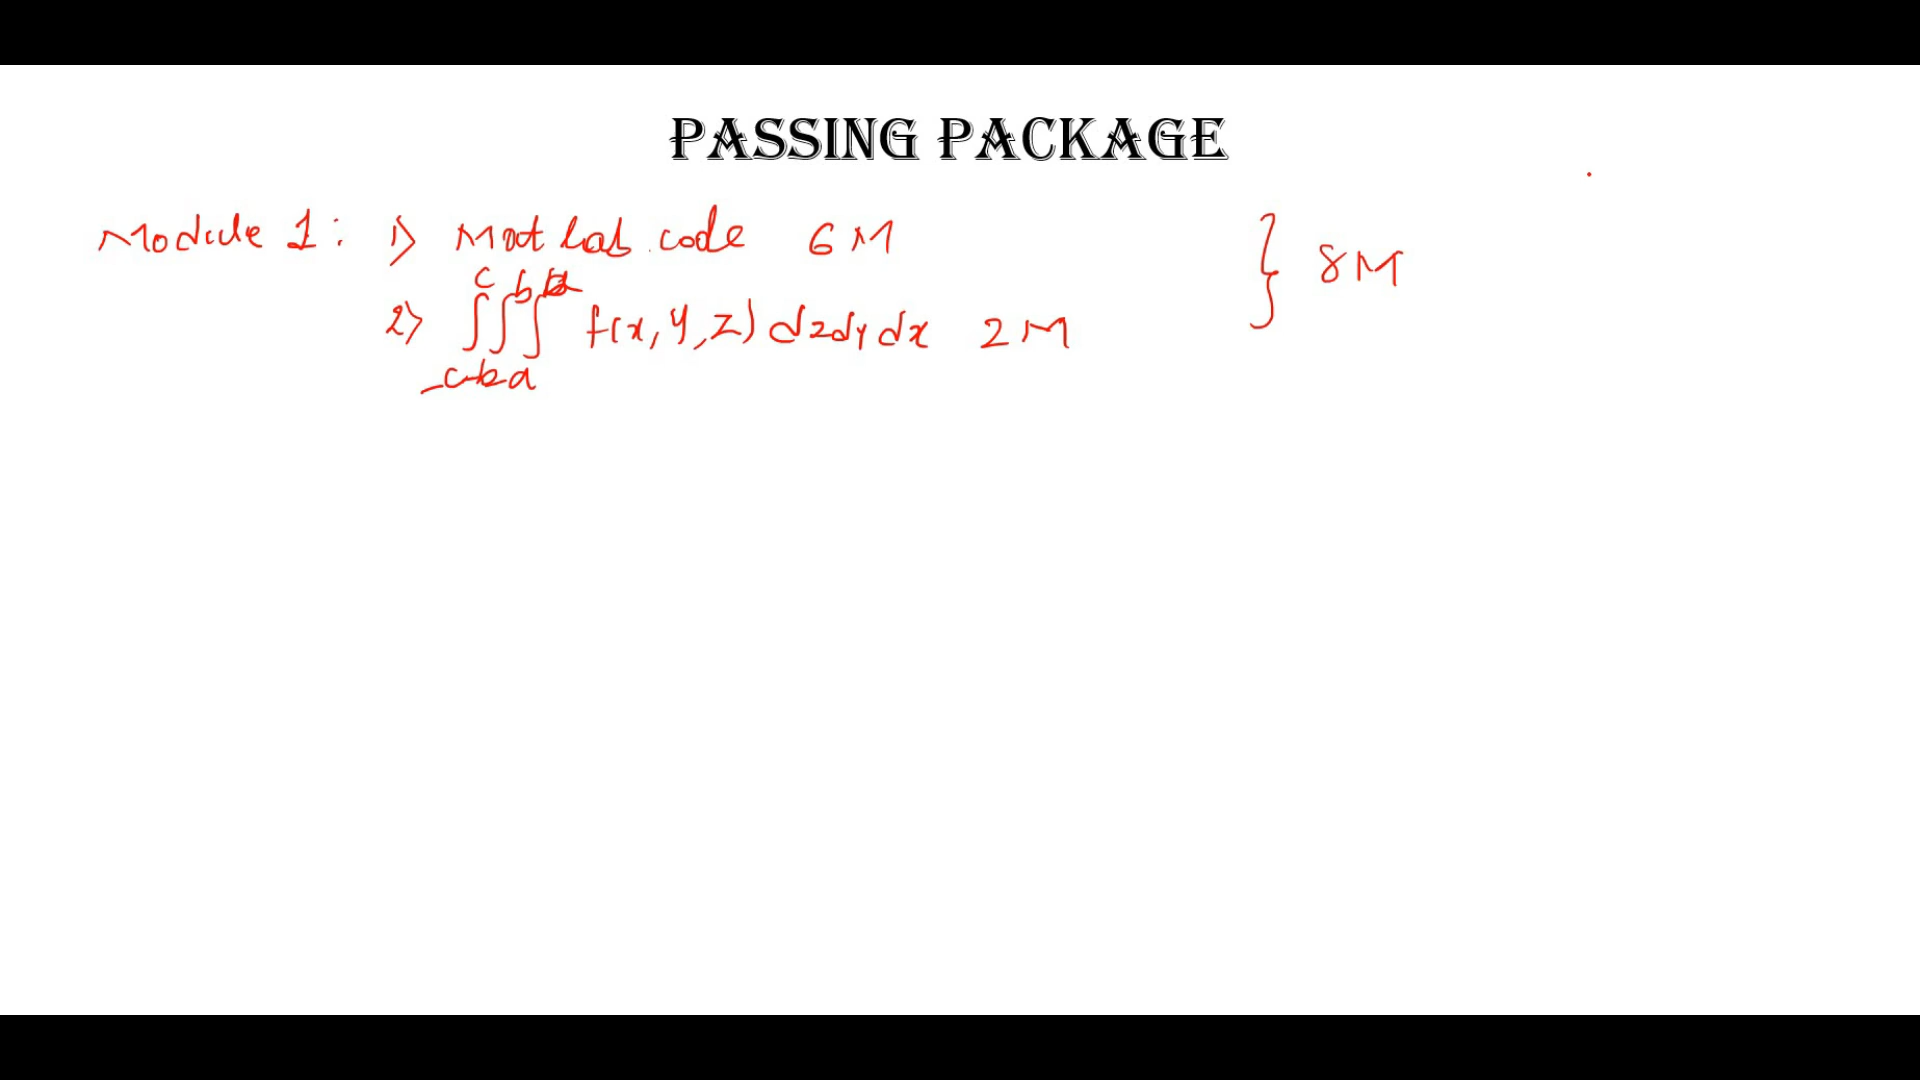 PASSING PACKAGE
Module 1: 1) Matlab code 6M
2) ∫∫∫ f(x, y, z) dzdydx 2M
c b a
-c -b a
} 8M